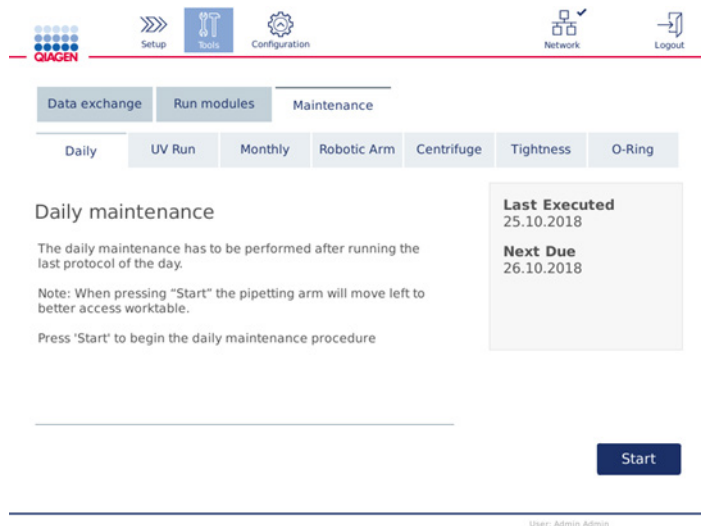 QIAGEN
Setup
Tools
Configuration
Network
Logout
Data exchange
Run modules
Maintenance
Daily
UV Run
Monthly
Robotic Arm
Centrifuge
Tightness
O-Ring
Daily maintenance
The daily maintenance has to be performed after running the
last protocol of the day.
Note: When pressing “Start” the pipetting arm will move left to
better access worktable.
Press 'Start' to begin the daily maintenance procedure
Last Executed
25.10.2018
Next Due
26.10.2018
Start
User: Admin Admin